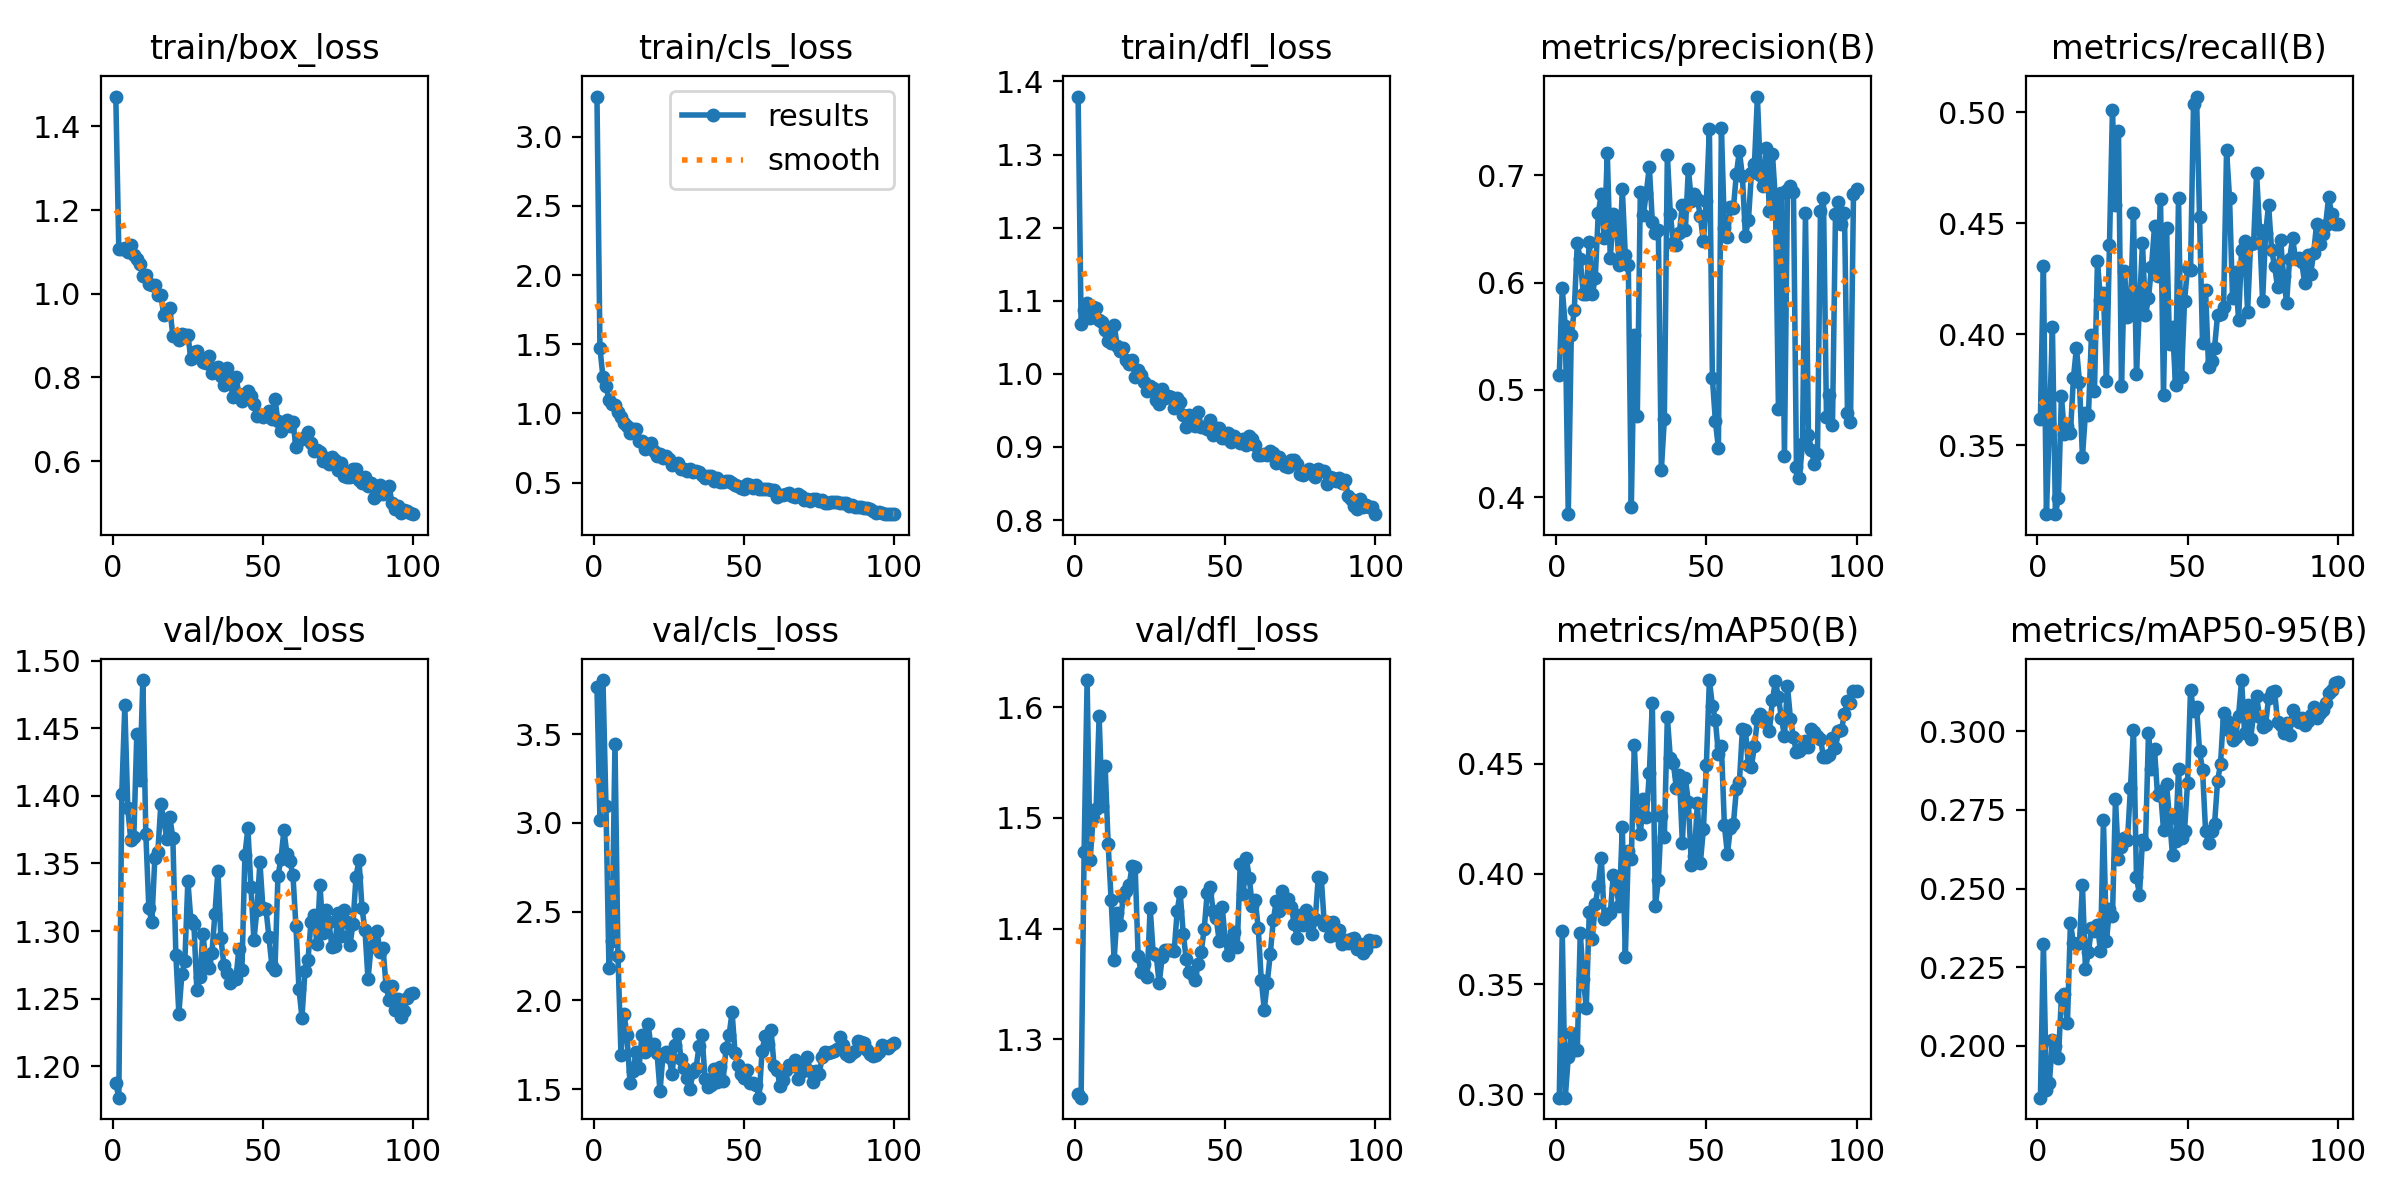 train/box_loss
1.4
1.2
1.0
0.8
0.6
0 50 100
train/cls_loss
results
smooth
3.0
2.5
2.0
1.5
1.0
0.5
0 50 100
train/dfl_loss
1.4
1.3
1.2
1.1
1.0
0.9
0.8
0 50 100
metrics/precision(B)
0.7
0.6
0.5
0.4
0 50 100
metrics/recall(B)
0.50
0.45
0.40
0.35
0 50 100
val/box_loss
1.50
1.45
1.40
1.35
1.30
1.25
1.20
0 50 100
val/cls_loss
3.5
3.0
2.5
2.0
1.5
0 50 100
val/dfl_loss
1.6
1.5
1.4
1.3
0 50 100
metrics/mAP50(B)
0.45
0.40
0.35
0.30
0 50 100
metrics/mAP50-95(B)
0.300
0.275
0.250
0.225
0.200
0 50 100